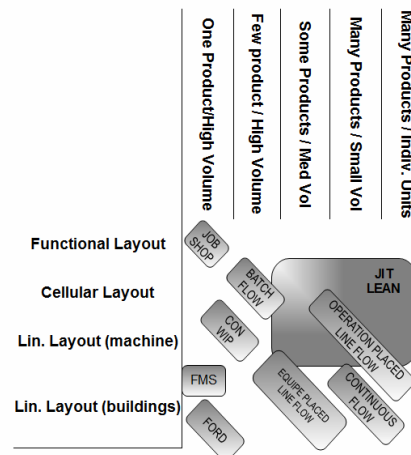 One Product/High Volume
Few product / High Volume
Some Products / Med Vol
Many Products / Small Vol
Many Products / Indiv. Units
Functional Layout
Cellular Layout
Lin. Layout (machine)
Lin. Layout (buildings)
JOB
SHOP
BATCH
FLOW
JIT
LEAN
CON
WIP
OPERATION PLACED
LINE FLOW
FMS
EQUIPE PLACED
LINE FLOW
CONTINUOUS
FLOW
FORD